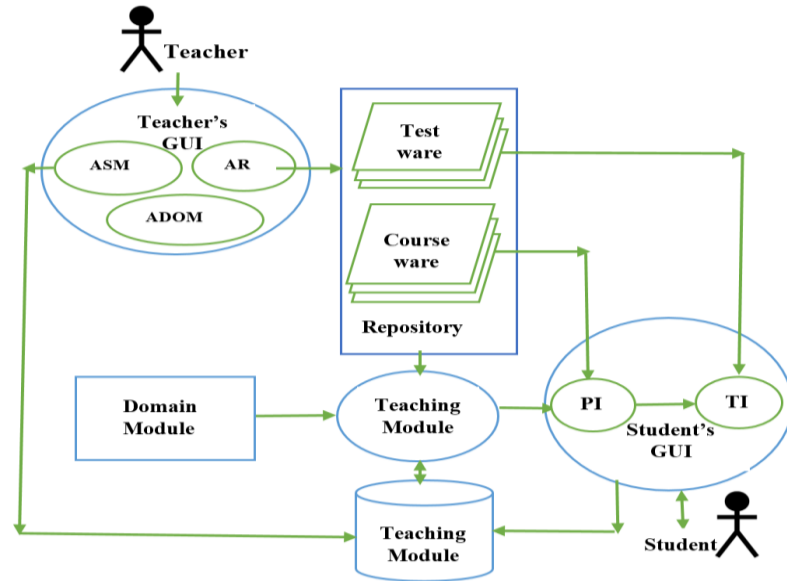 Teacher
Teacher's
GUI
ASM
AR
ADOM
Test
ware
Course
ware
Repository
Domain
Module
Teaching
Module
PI
TI
Student's
GUI
Teaching
Module
Student